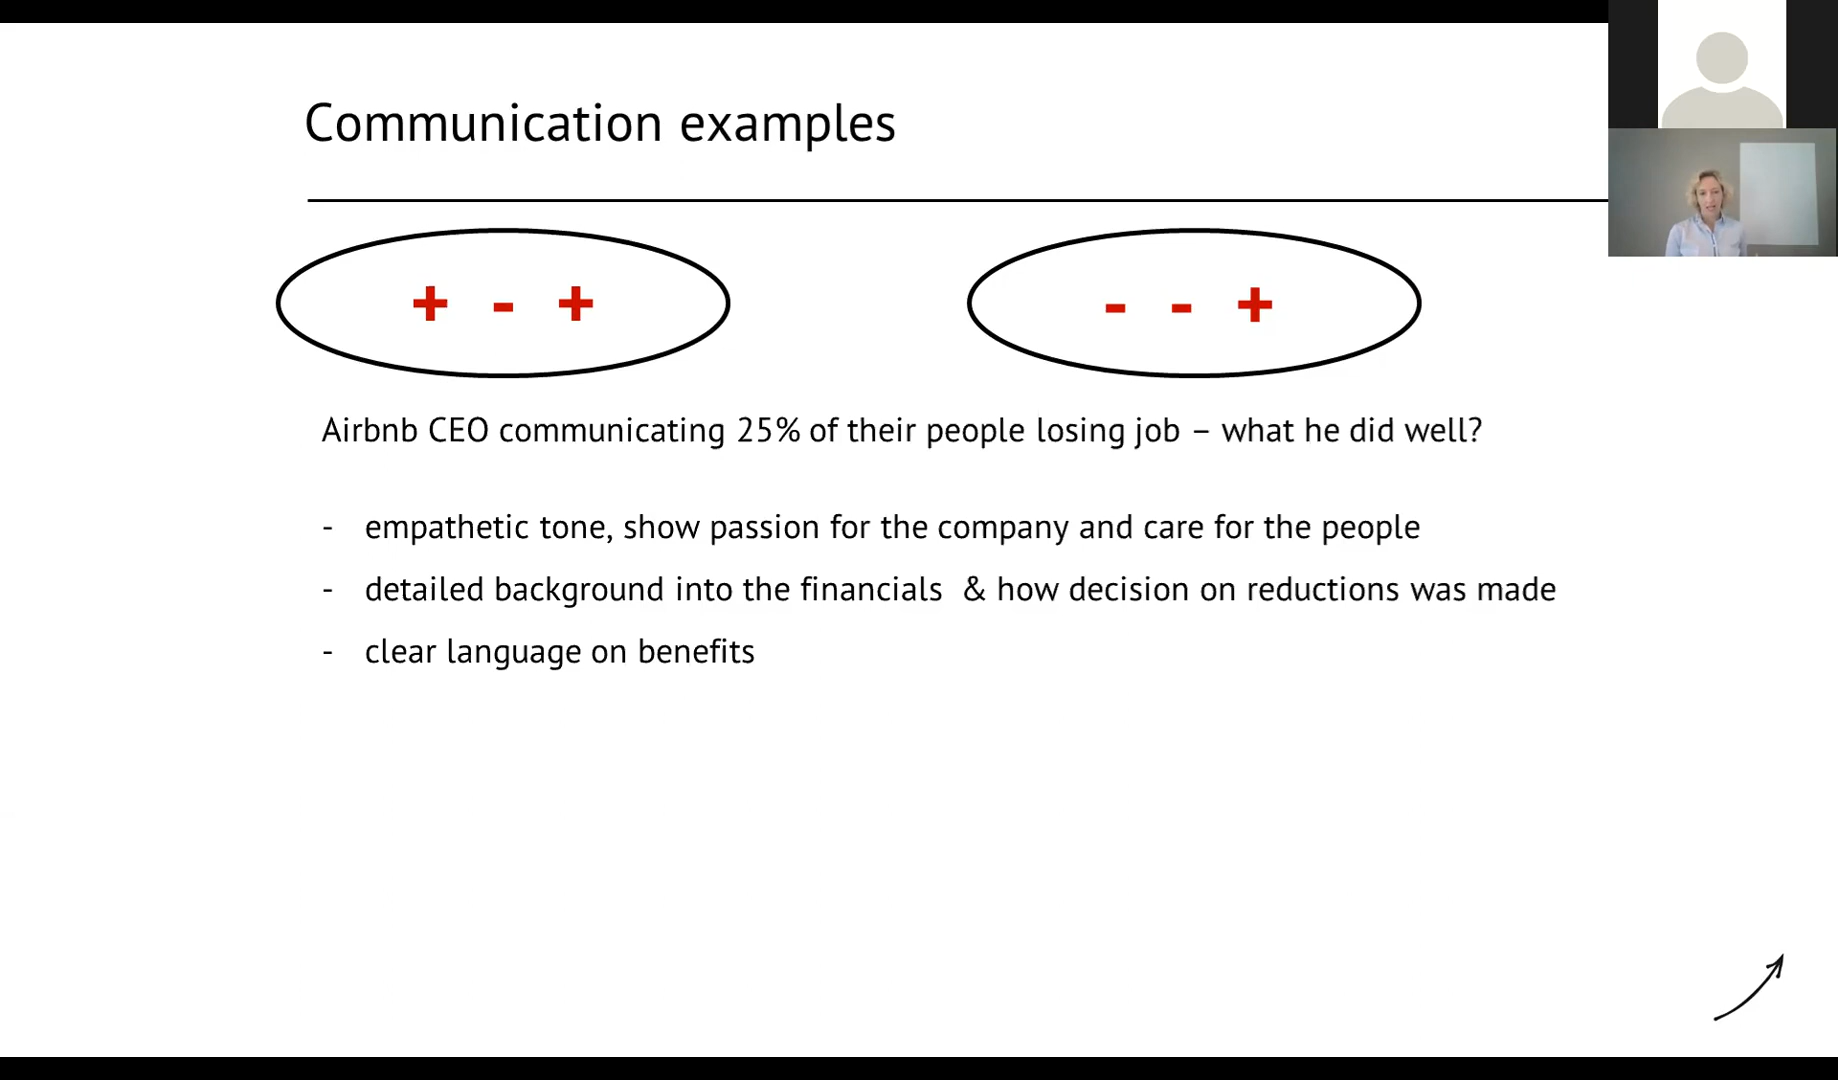 Communication examples
+ - +
- - +
Airbnb CEO communicating 25% of their people losing job – what he did well?
- empathetic tone, show passion for the company and care for the people
- detailed background into the financials & how decision on reductions was made
- clear language on benefits